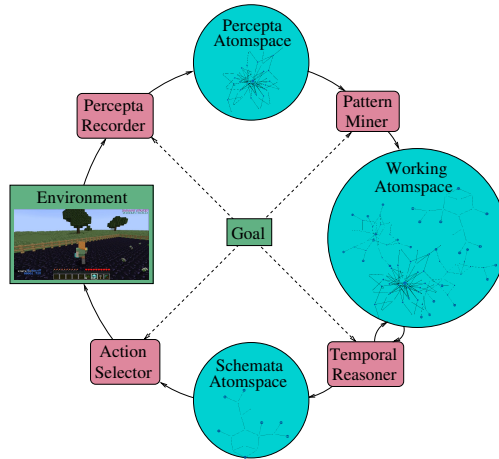 Percepta
Atomspace
Percepta
Recorder
Pattern
Miner
Environment
Working
Atomspace
Goal
Action
Selector
Schemata
Atomspace
Temporal
Reasoner